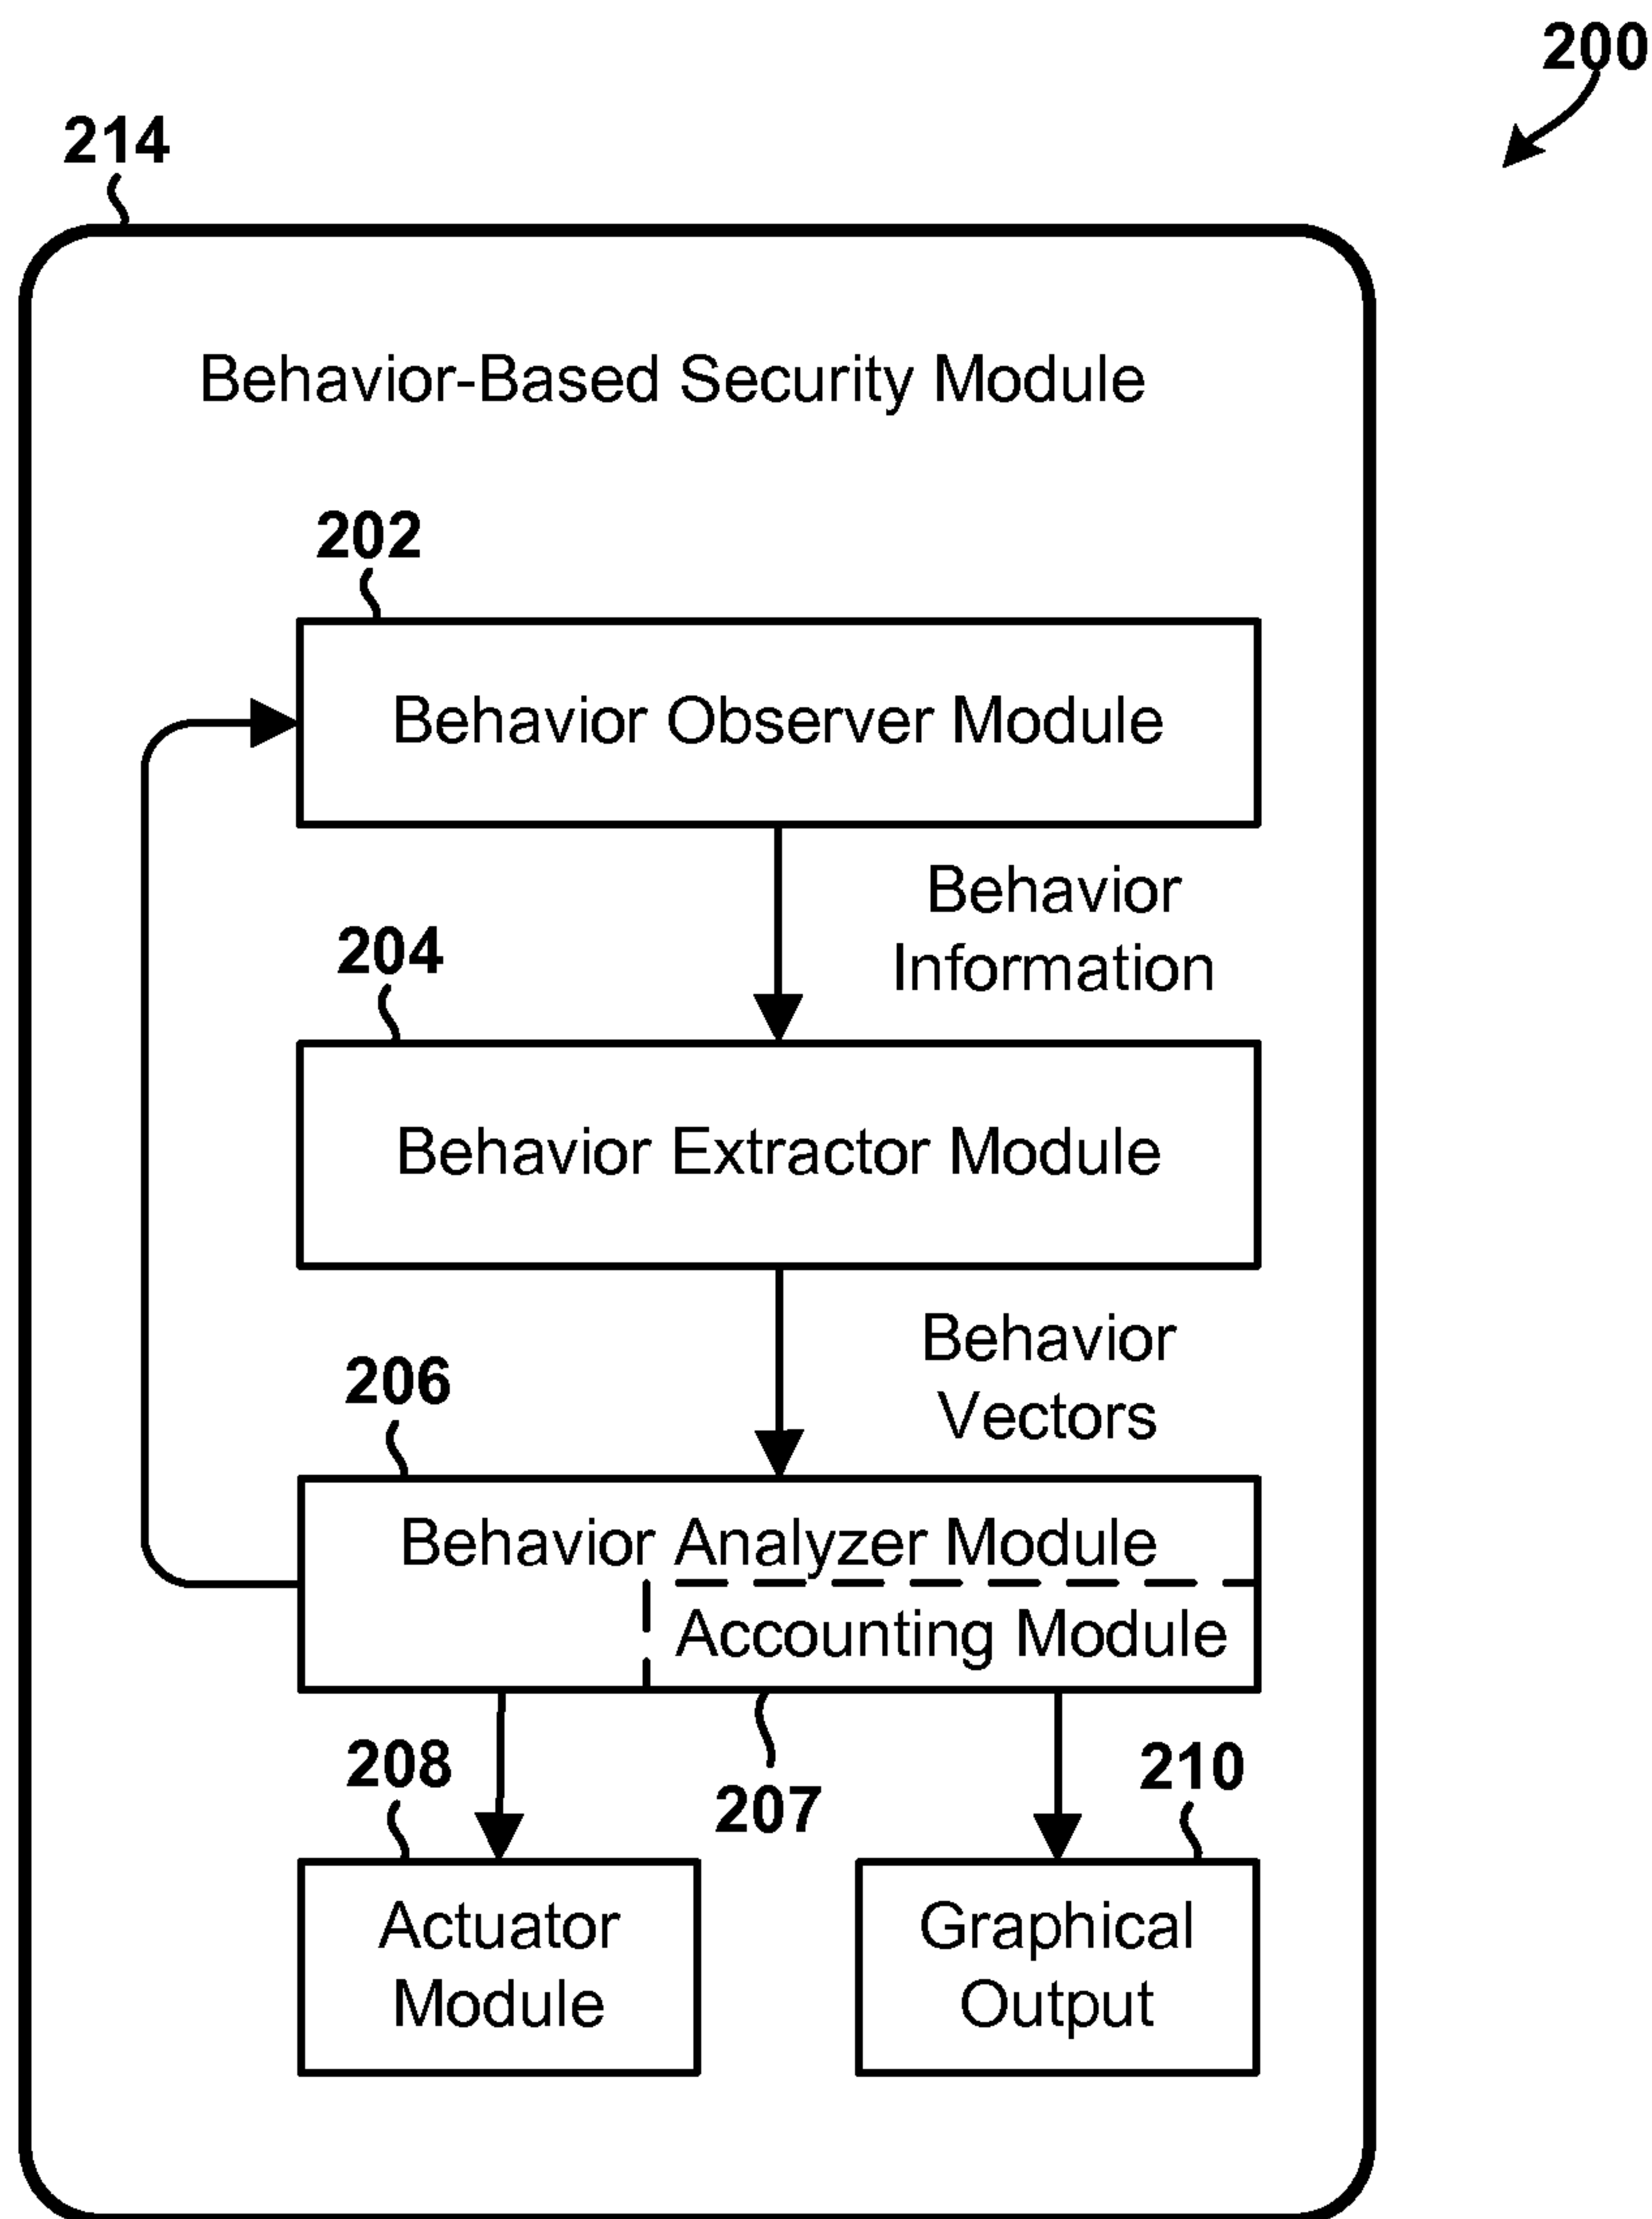 200
214
Behavior-Based Security Module
202
Behavior Observer Module
Behavior
Information
204
Behavior Extractor Module
Behavior
Vectors
206
Behavior Analyzer Module
Accounting Module
208
207
210
Actuator
Module
Graphical
Output